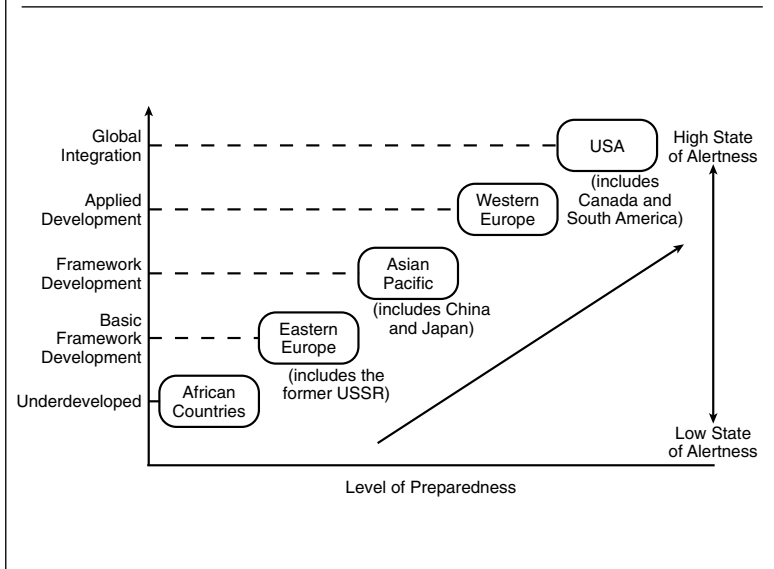 Global
Integration
USA
High State
of Alertness
(includes
Canada and
South America)
Applied
Development
Western
Europe
Framework
Development
Asian
Pacific
(includes China
and Japan)
Basic
Framework
Development
Eastern
Europe
(includes the
former USSR)
Underdeveloped
African
Countries
Low State
of Alertness
Level of Preparedness